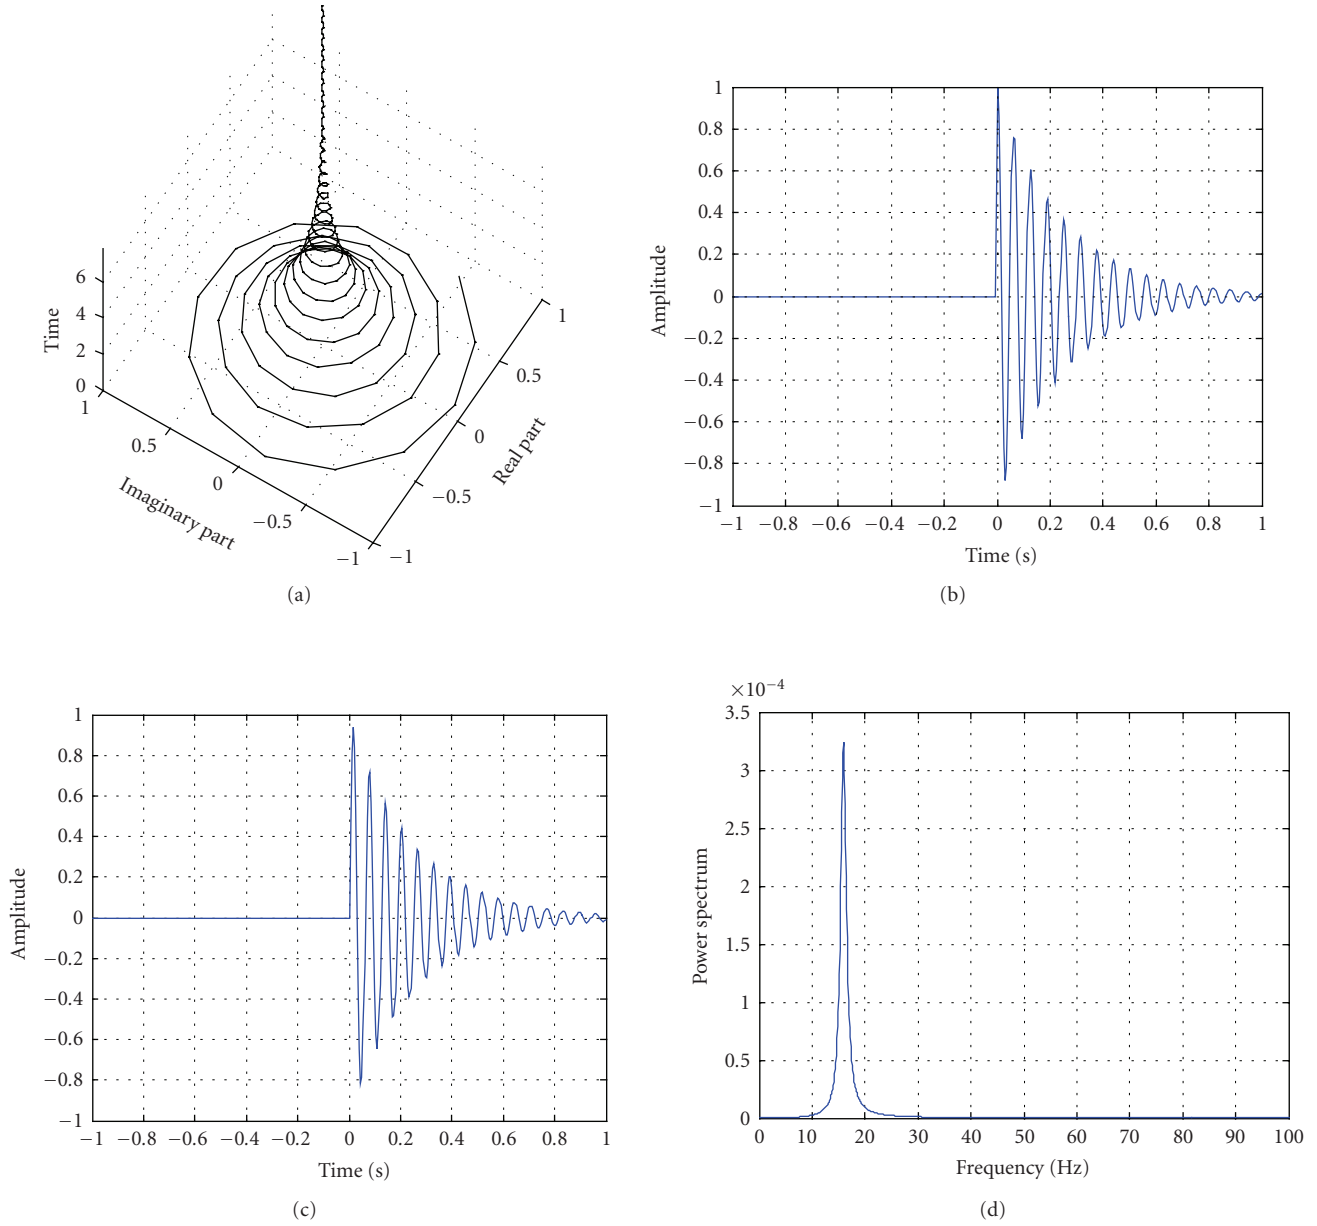 6
4
2
0
Time
1
0.5
0
−0.5
−1
Imaginary part
1
0.5
0
−0.5
−1
Real part
(a)
1
0.8
0.6
0.4
0.2
0
−0.2
−0.4
−0.6
−0.8
−1
Amplitude
−1 −0.8 −0.6 −0.4 −0.2 0 0.2 0.4 0.6 0.8 1
Time (s)
(b)
1
0.8
0.6
0.4
0.2
0
−0.2
−0.4
−0.6
−0.8
−1
Amplitude
−1 −0.8 −0.6 −0.4 −0.2 0 0.2 0.4 0.6 0.8 1
Time (s)
(c)
×10−4
3.5
3
2.5
2
1.5
1
0.5
0
Power spectrum
0 10 20 30 40 50 60 70 80 90 100
Frequency (Hz)
(d)